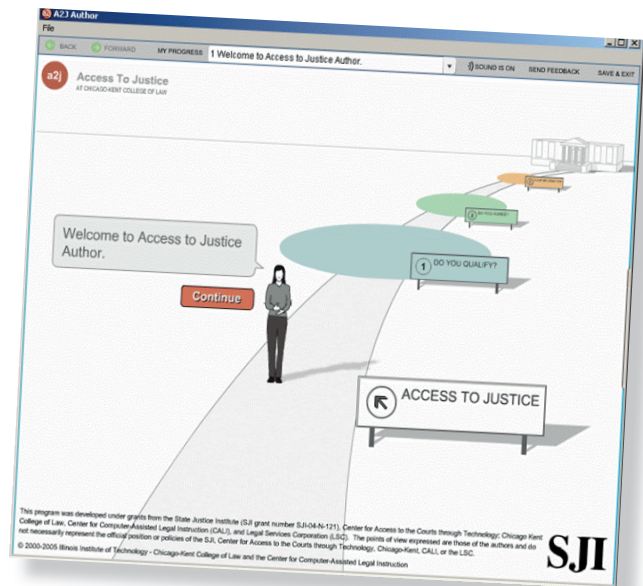 A2J Author
File
BACK FORWARD MY PROGRESS 1 Welcome to Access to Justice Author. SOUND IS ON SEND FEEDBACK SAVE & EXIT
a2j Access To Justice
AT CHICAGO-KENT COLLEGE OF LAW
Welcome to Access to Justice
Author.
Continue
1 DO YOU QUALIFY?
2 DO YOU AGREE?
3
ACCESS TO JUSTICE
This program was developed under grants from the State Justice Institute (SJI grant number SJI-04-N-121), Center for Access to the Courts through Technology; Chicago Kent
College of Law, Center for Computer-Assisted Legal Instruction (CALI), and Legal Services Corporation (LSC). The points of view expressed are those of the authors and do
not necessarily represent the official position or policies of the SJI, Center for Access to the Courts through Technology, Chicago-Kent, CALI, or the LSC.
© 2000-2005 Illinois Institute of Technology - Chicago-Kent College of Law and the Center for Computer-Assisted Legal Instruction
SJI